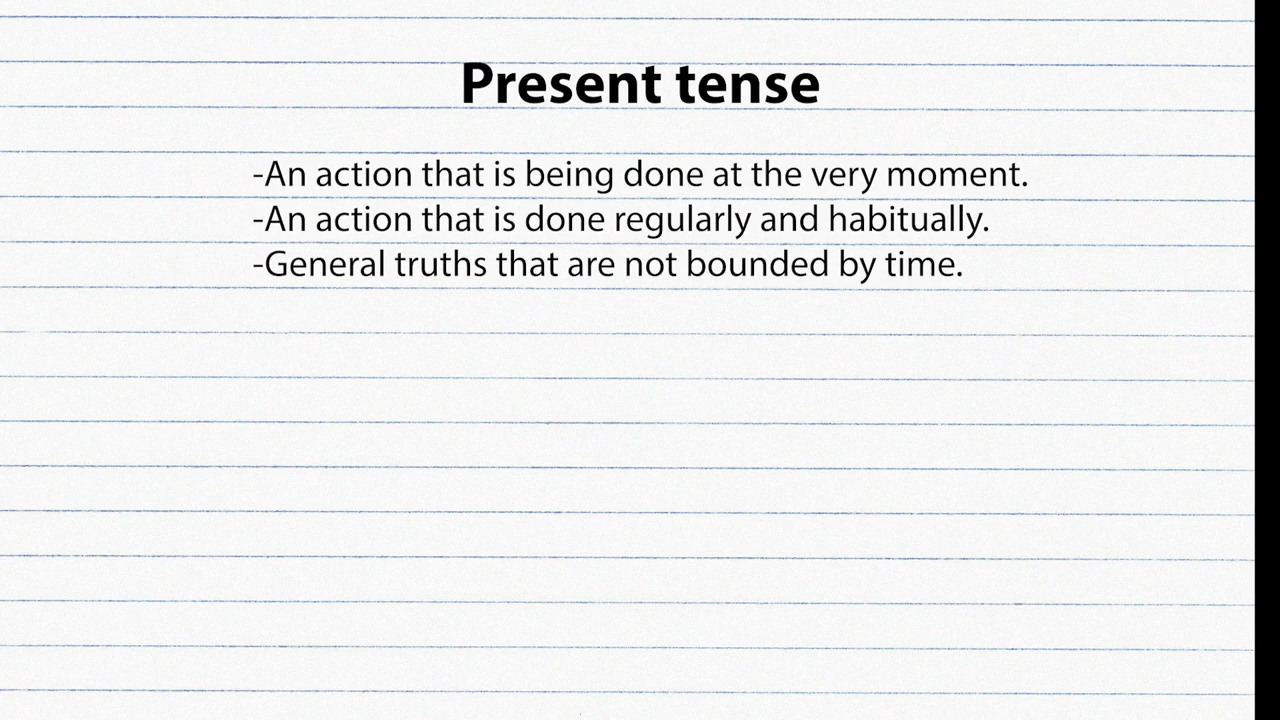 Present tense
-An action that is being done at the very moment.
-An action that is done regularly and habitually.
-General truths that are not bounded by time.